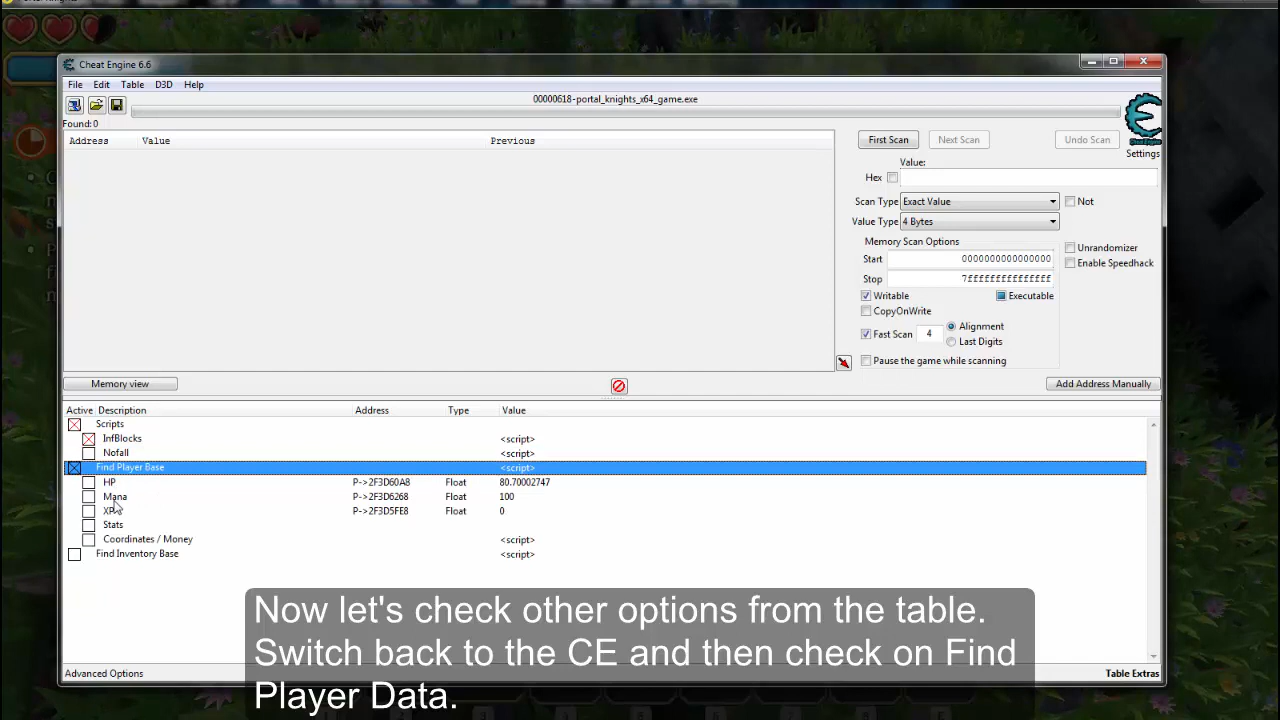 Cheat Engine 6.6
File Edit Table D3D Help
00000618-portal_knights_x64_game.exe
Found:0
Address Value Previous
First Scan Next Scan Undo Scan
Settings
Value:
Hex
Scan Type Exact Value Not
Value Type 4 Bytes
Memory Scan Options
Start 0000000000000000
Stop 7fffffffffffffff
Unrandomizer
Enable Speedhack
Writable Executable
CopyOnWrite
Fast Scan 4 Alignment
Last Digits
Pause the game while scanning
Memory view Add Address Manually
Active Description Address Type Value
Scripts
InfBlocks <script>
Nofall <script>
Find Player Base <script>
HP P->2F3D60A8 Float 80.70002747
Mana P->2F3D6268 Float 100
XP P->2F3D5FE8 Float 0
Stats
Coordinates / Money <script>
Find Inventory Base <script>
Now let's check other options from the table.
Switch back to the CE and then check on Find
Player Data.
Advanced Options Table Extras